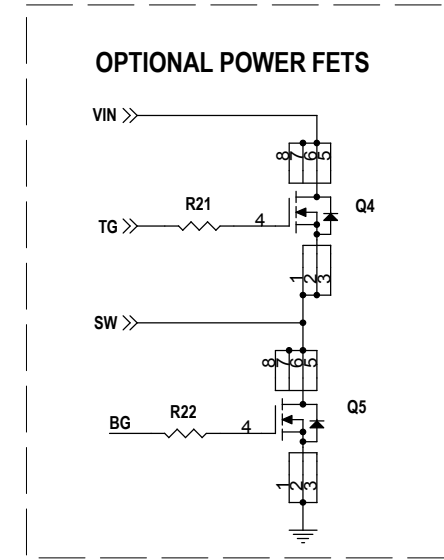 OPTIONAL POWER FETS
VIN
8 7 6 5
Q4
R21
TG
4
1 2 3
SW
8 7 6 5
Q5
R22
BG
4
1 2 3